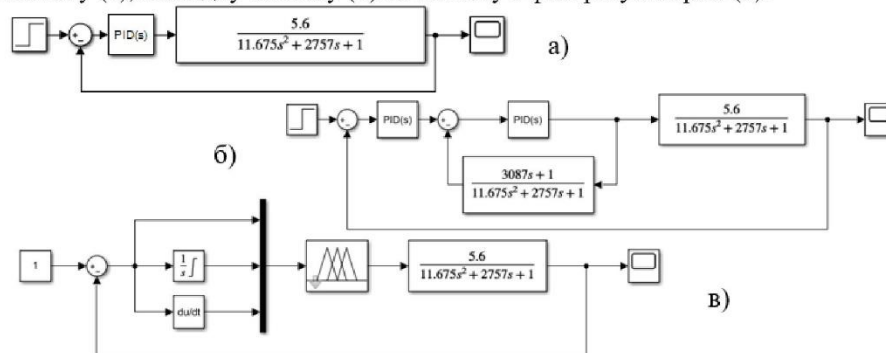 PID(s)
5.6
11.675s² + 2757s + 1
а)
PID(s)
PID(s)
5.6
11.675s² + 2757s + 1
3087s + 1
11.675s² + 2757s + 1
б)
1
1
s
du/dt
5.6
11.675s² + 2757s + 1
в)